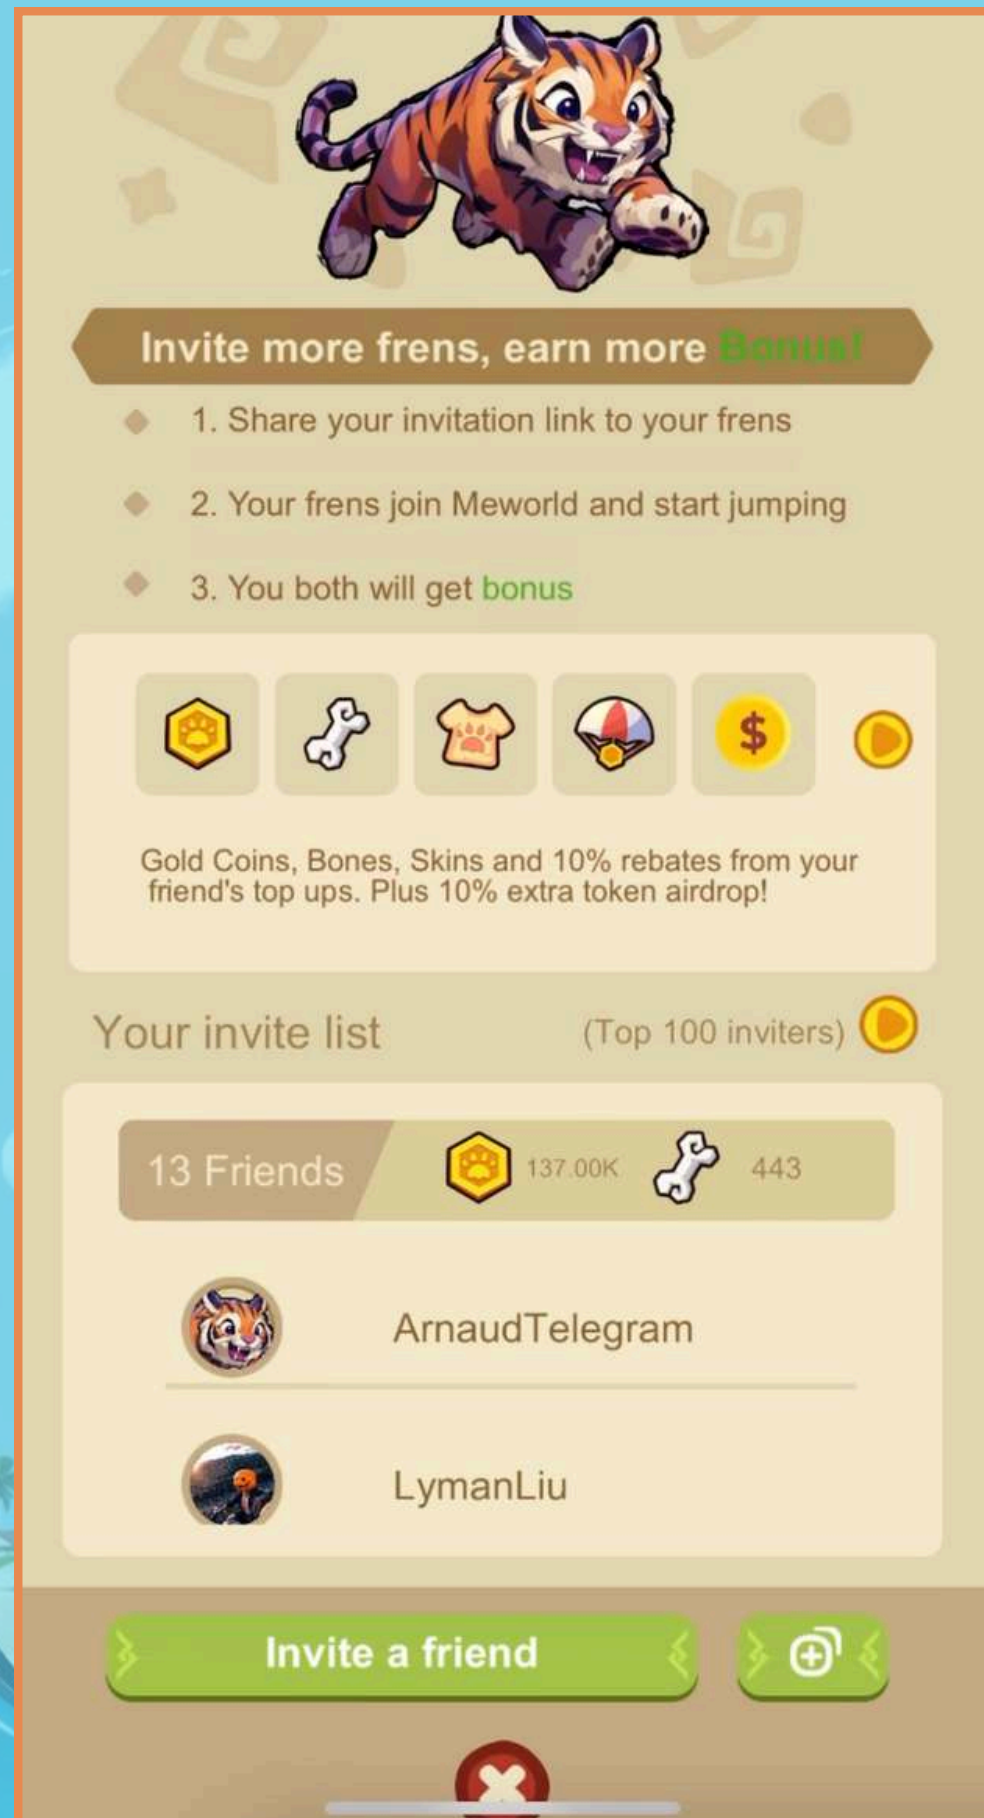 Invite more frens, earn more Bonus!
1. Share your invitation link to your frens
2. Your frens join Meworld and start jumping
3. You both will get bonus
$
Gold Coins, Bones, Skins and 10% rebates from your
friend's top ups. Plus 10% extra token airdrop!
Your invite list (Top 100 inviters)
13 Friends 137.00K 443
ArnaudTelegram
LymanLiu
Invite a friend